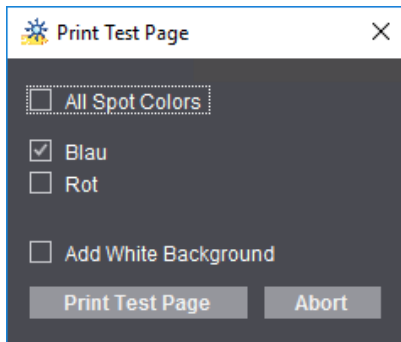 Print Test Page
All Spot Colors
Blau
Rot
Add White Background
Print Test Page Abort